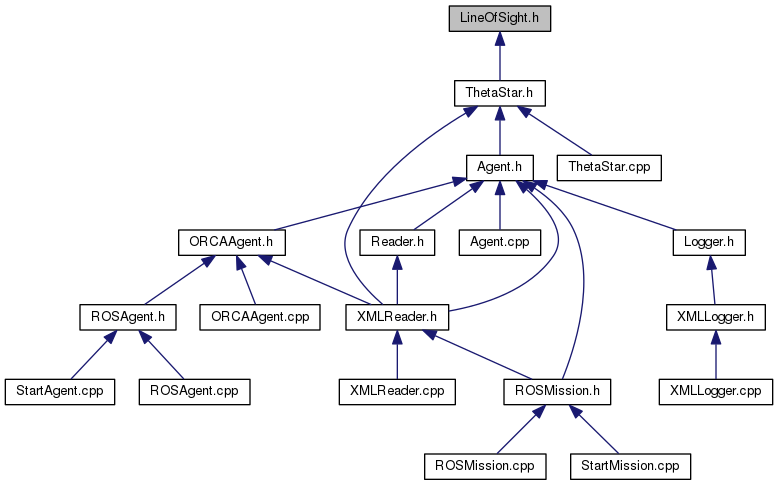 LineOfSight.h
ThetaStar.h
Agent.h
ThetaStar.cpp
ORCAAgent.h
Reader.h
Agent.cpp
Logger.h
ROSAgent.h
ORCAAgent.cpp
XMLReader.h
XMLLogger.h
StartAgent.cpp
ROSAgent.cpp
XMLReader.cpp
ROSMission.h
XMLLogger.cpp
ROSMission.cpp
StartMission.cpp